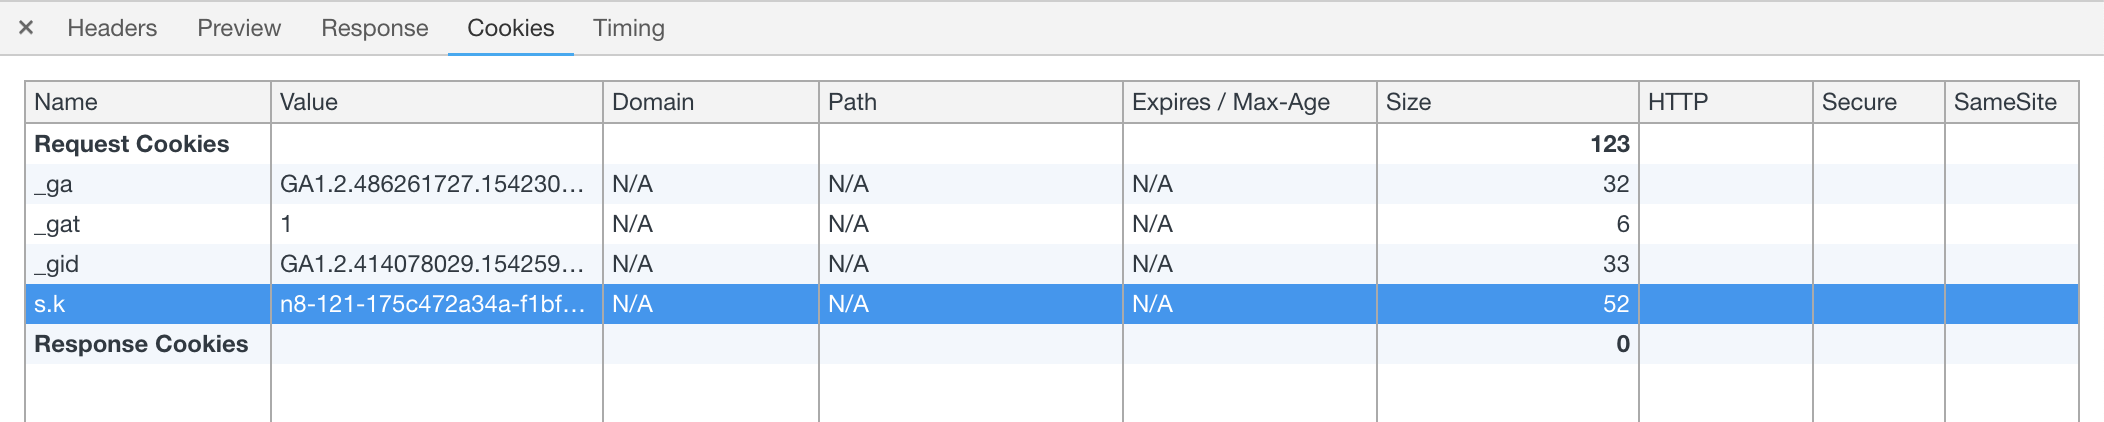 × Headers Preview Response Cookies Timing
Name Value Domain Path Expires / Max-Age Size HTTP Secure SameSite
Request Cookies 123
_ga GA1.2.486261727.154230… N/A N/A N/A 32
_gat 1 N/A N/A N/A 6
_gid GA1.2.414078029.154259… N/A N/A N/A 33
s.k n8-121-175c472a34a-f1bf… N/A N/A N/A 52
Response Cookies 0